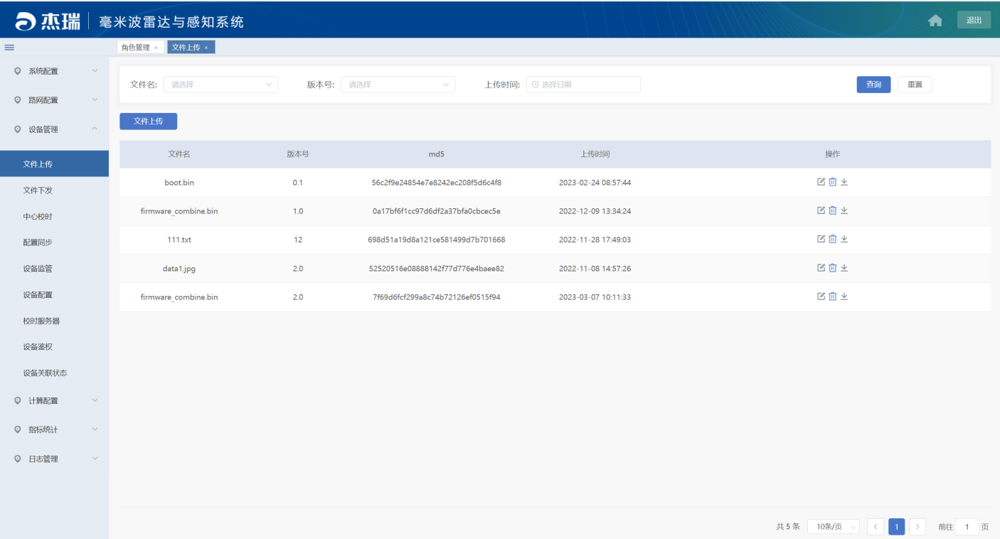 杰瑞 毫米波雷达与感知系统 退出
角色管理 × 文件上传 ×
系统配置
路网配置
设备管理
文件上传
文件下发
中心校时
配置同步
设备监管
设备配置
校时服务器
设备鉴权
设备关联状态
计算配置
指标统计
日志管理
文件名: 请选择 版本号: 请选择 上传时间: 选择日期 查询 重置
文件上传
文件名 版本号 md5 上传时间 操作
boot.bin 0.1 56c2f9e24854e7e8242ec208f5d6c4f8 2023-02-24 08:57:44
firmware_combine.bin 1.0 0a17bf6f1cc97d6df2a37bfa0cbcec5e 2022-12-09 13:34:24
111.txt 12 698d51a19d8a121ce581499d7b701668 2022-11-28 17:49:03
data1.jpg 2.0 52520516e08888142f77d776e4baee82 2022-11-08 14:57:26
firmware_combine.bin 2.0 7f69d6fcf299a8c74b72126ef0515f94 2023-03-07 10:11:33
共 5 条 10条/页 1 前往 1 页